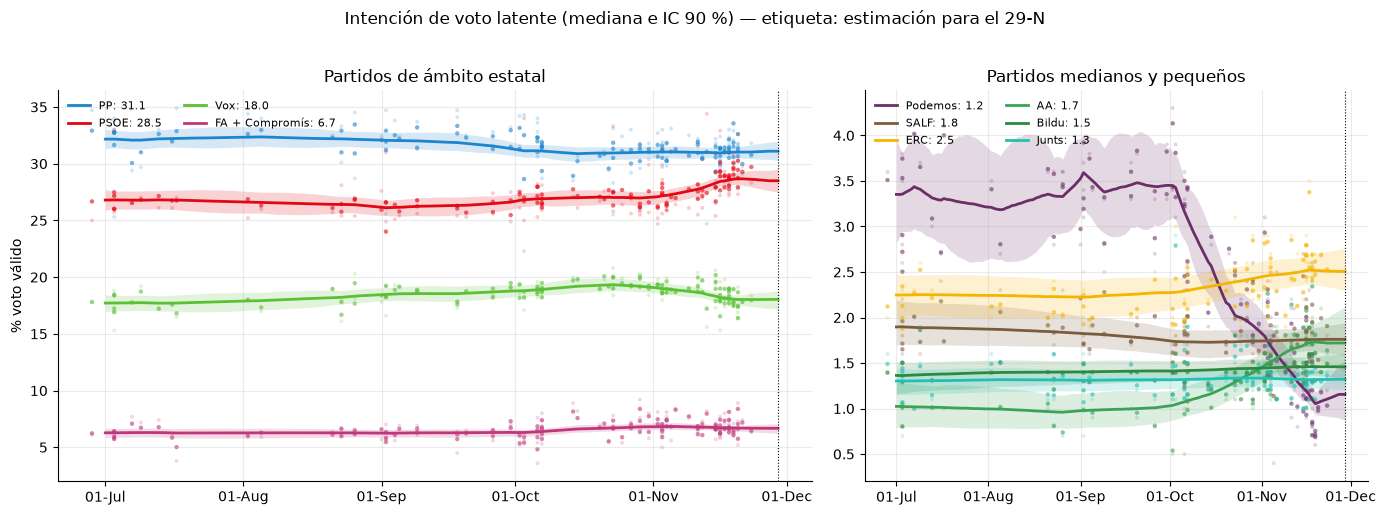 Intención de voto latente (mediana e IC 90 %) — etiqueta: estimación para el 29-N
Partidos de ámbito estatal
PP: 31.1
PSOE: 28.5
Vox: 18.0
FA + Compromís: 6.7
% voto válido
35
30
25
20
15
10
5
01-Jul
01-Aug
01-Sep
01-Oct
01-Nov
01-Dec
Partidos medianos y pequeños
Podemos: 1.2
SALF: 1.8
ERC: 2.5
AA: 1.7
Bildu: 1.5
Junts: 1.3
4.0
3.5
3.0
2.5
2.0
1.5
1.0
0.5
01-Jul
01-Aug
01-Sep
01-Oct
01-Nov
01-Dec